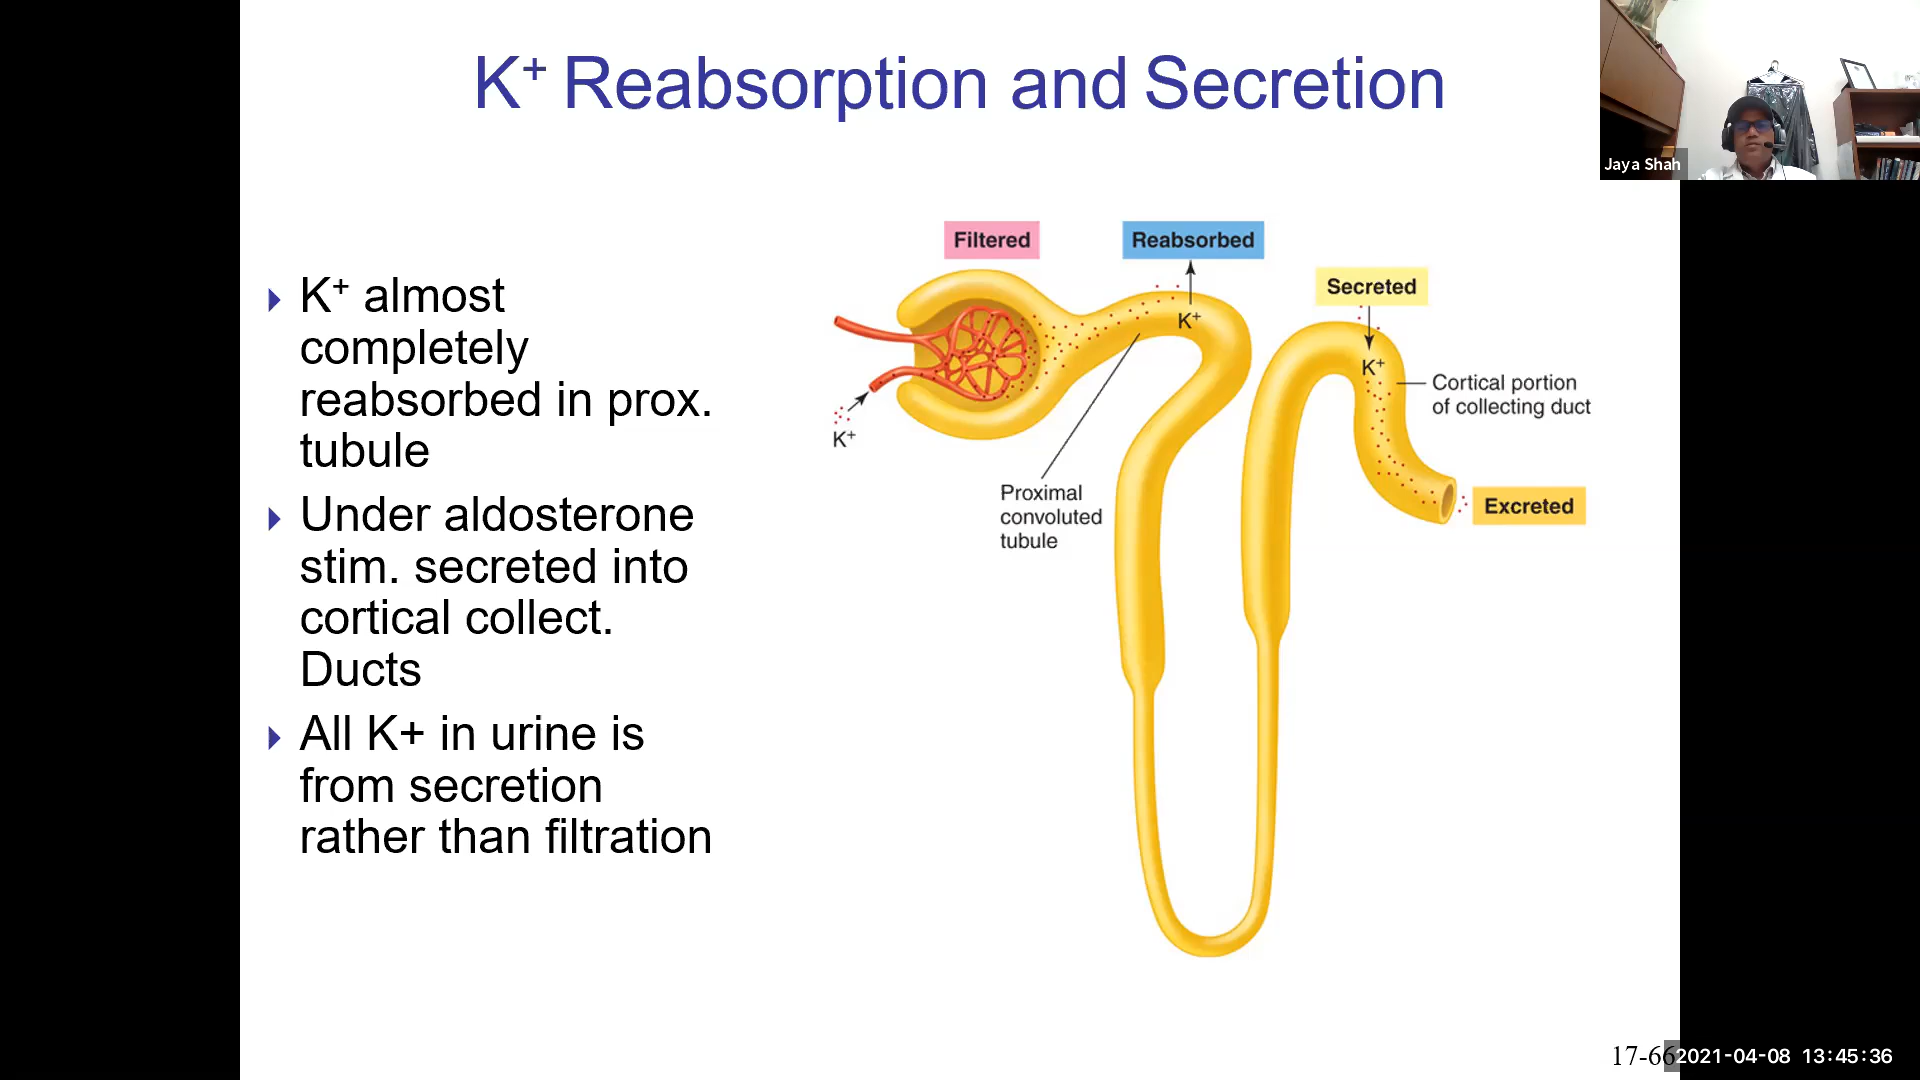 K⁺ Reabsorption and Secretion
Jaya Shah
K⁺ almost
completely
reabsorbed in prox.
tubule
Under aldosterone
stim. secreted into
cortical collect.
Ducts
All K+ in urine is
from secretion
rather than filtration
Filtered
Reabsorbed
Secreted
K⁺
K⁺
Cortical portion
of collecting duct
K⁺
Proximal
convoluted
tubule
Excreted
17-66
2021-04-08 13:45:36